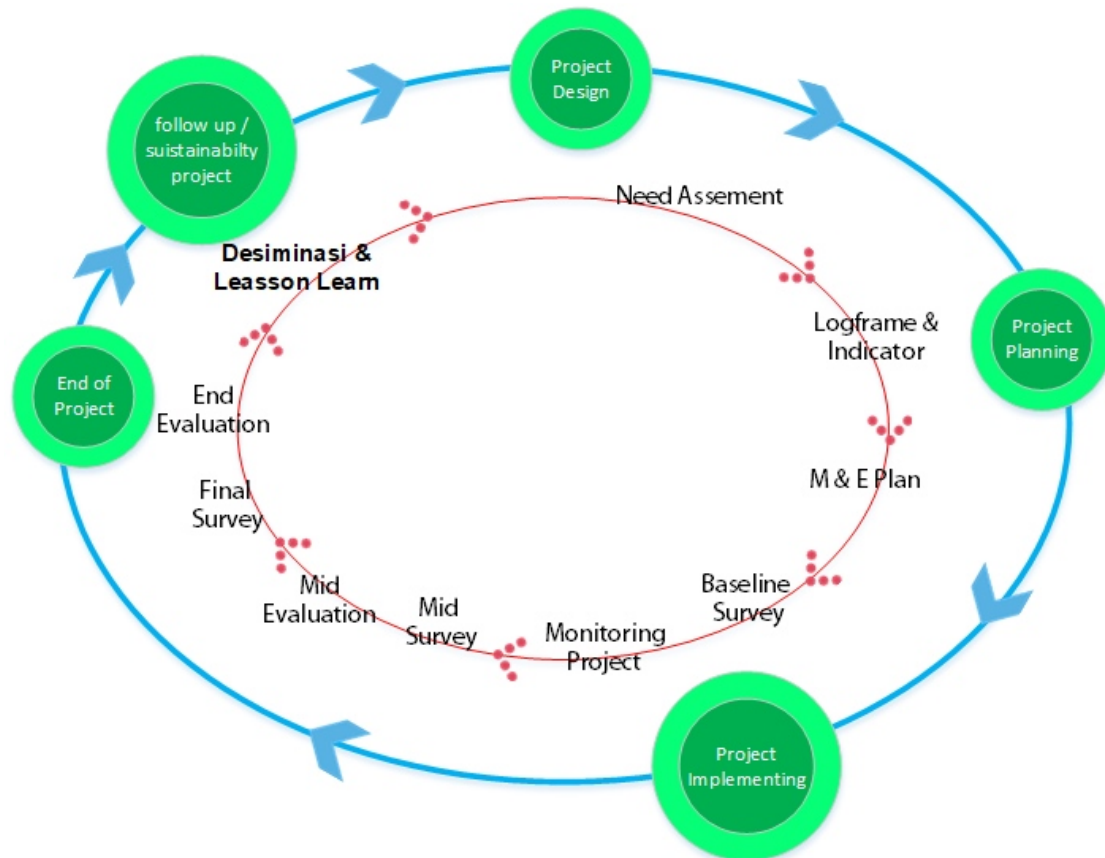 Project
Design
follow up /
suistainabilty
project
Need Assement
Desiminasi &
Leasson Learn
Logframe &
Indicator
Project
Planning
End of
Project
End
Evaluation
M & E Plan
Final
Survey
Baseline
Survey
Mid
Evaluation
Mid
Survey
Monitoring
Project
Project
Implementing